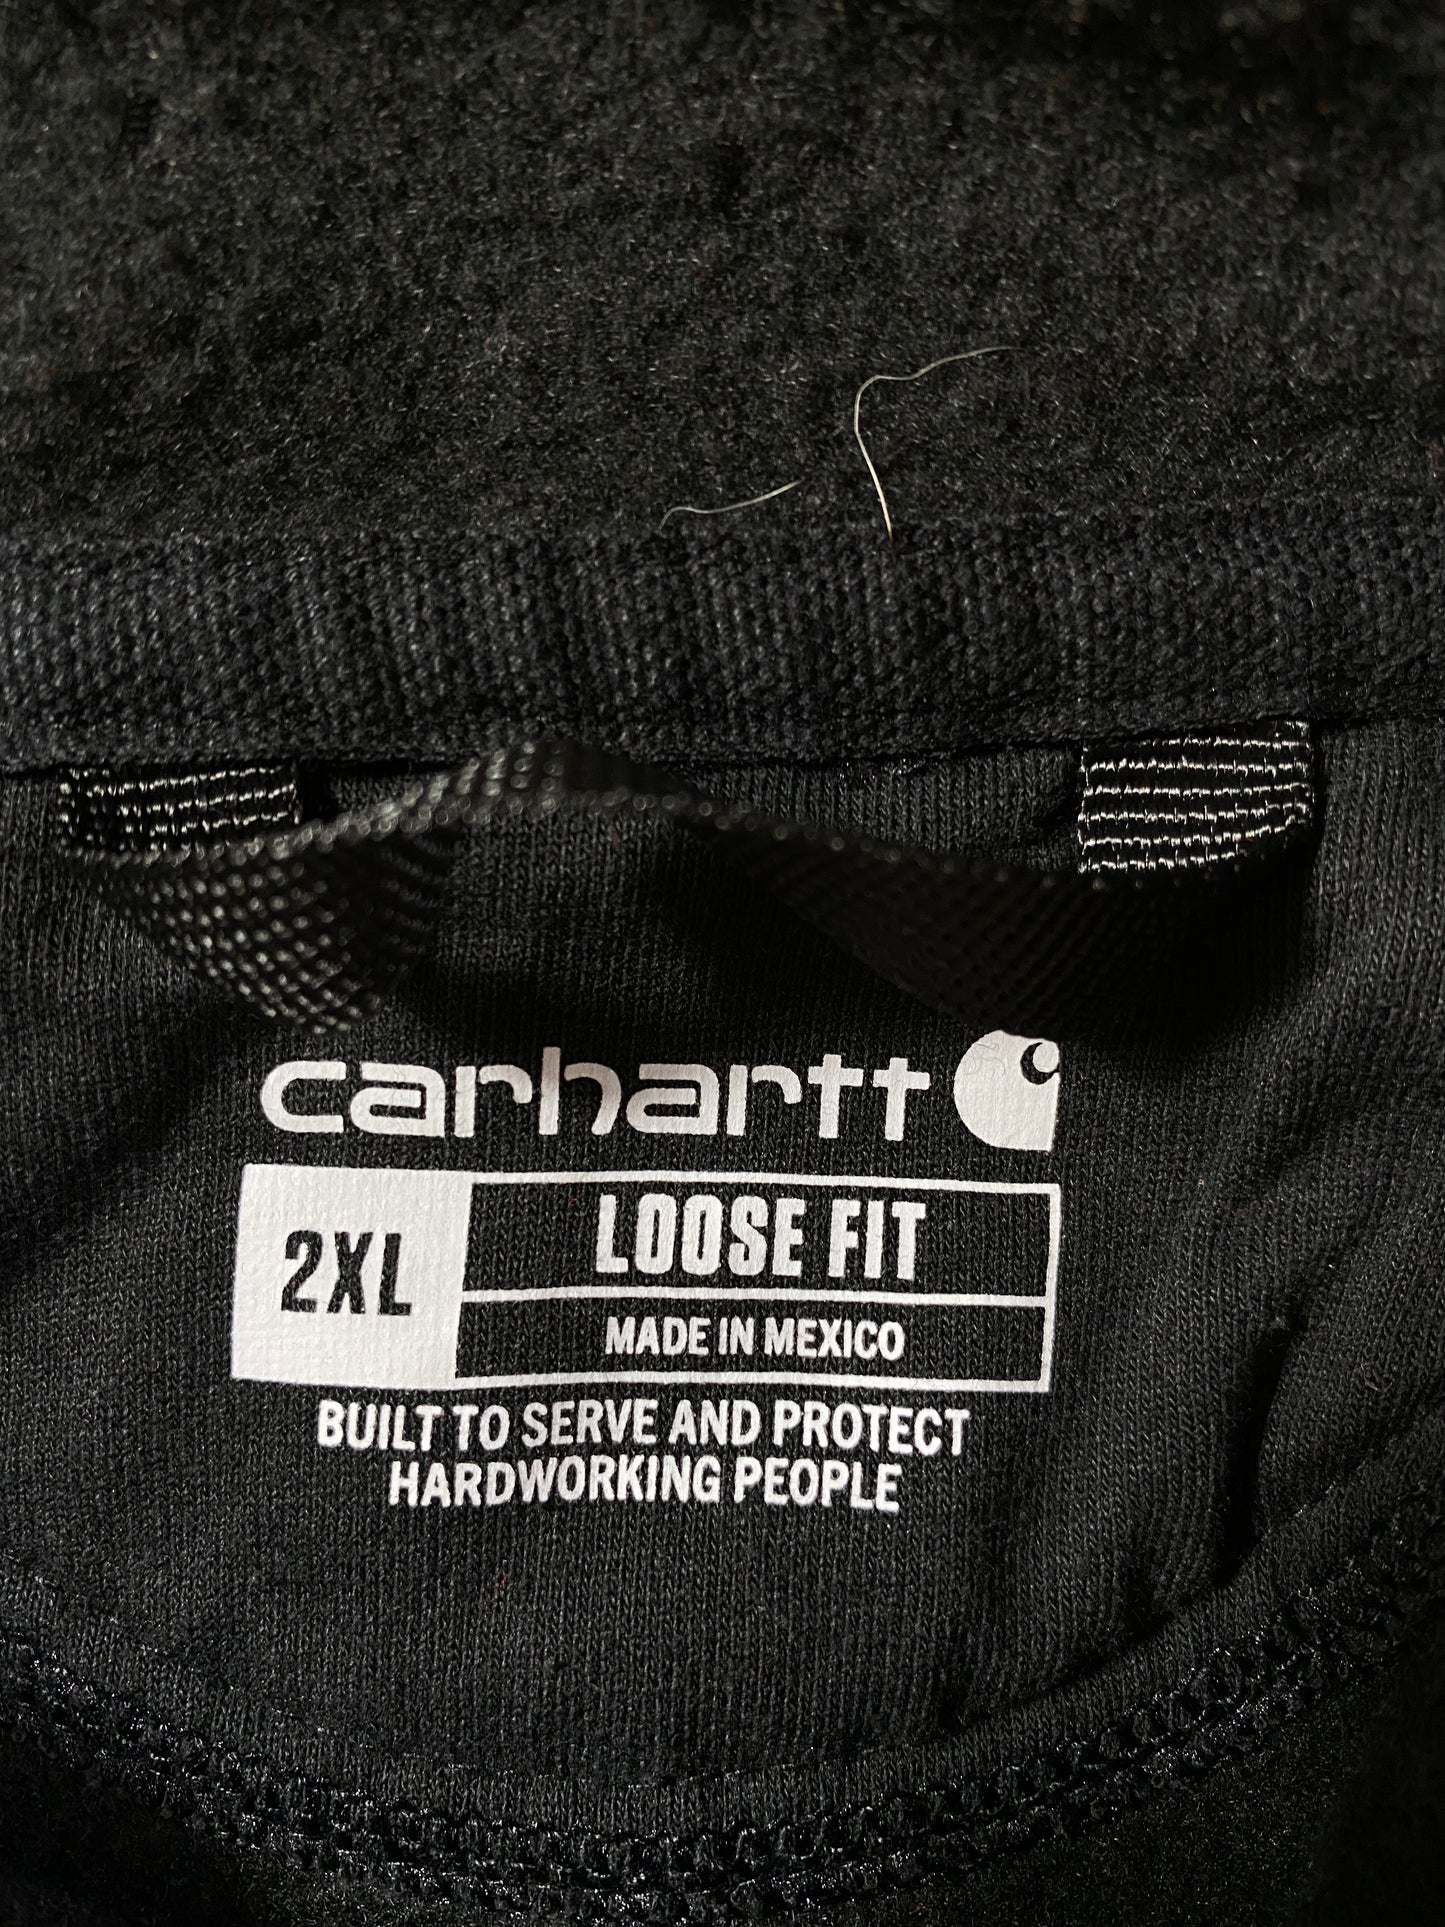 carhartt
2XL
LOOSE FIT
MADE IN MEXICO
BUILT TO SERVE AND PROTECT
HARDWORKING PEOPLE